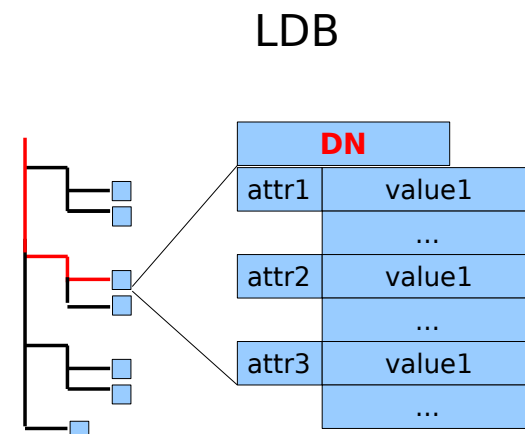 LDB
DN
attr1 value1
...
attr2 value1
...
attr3 value1
...